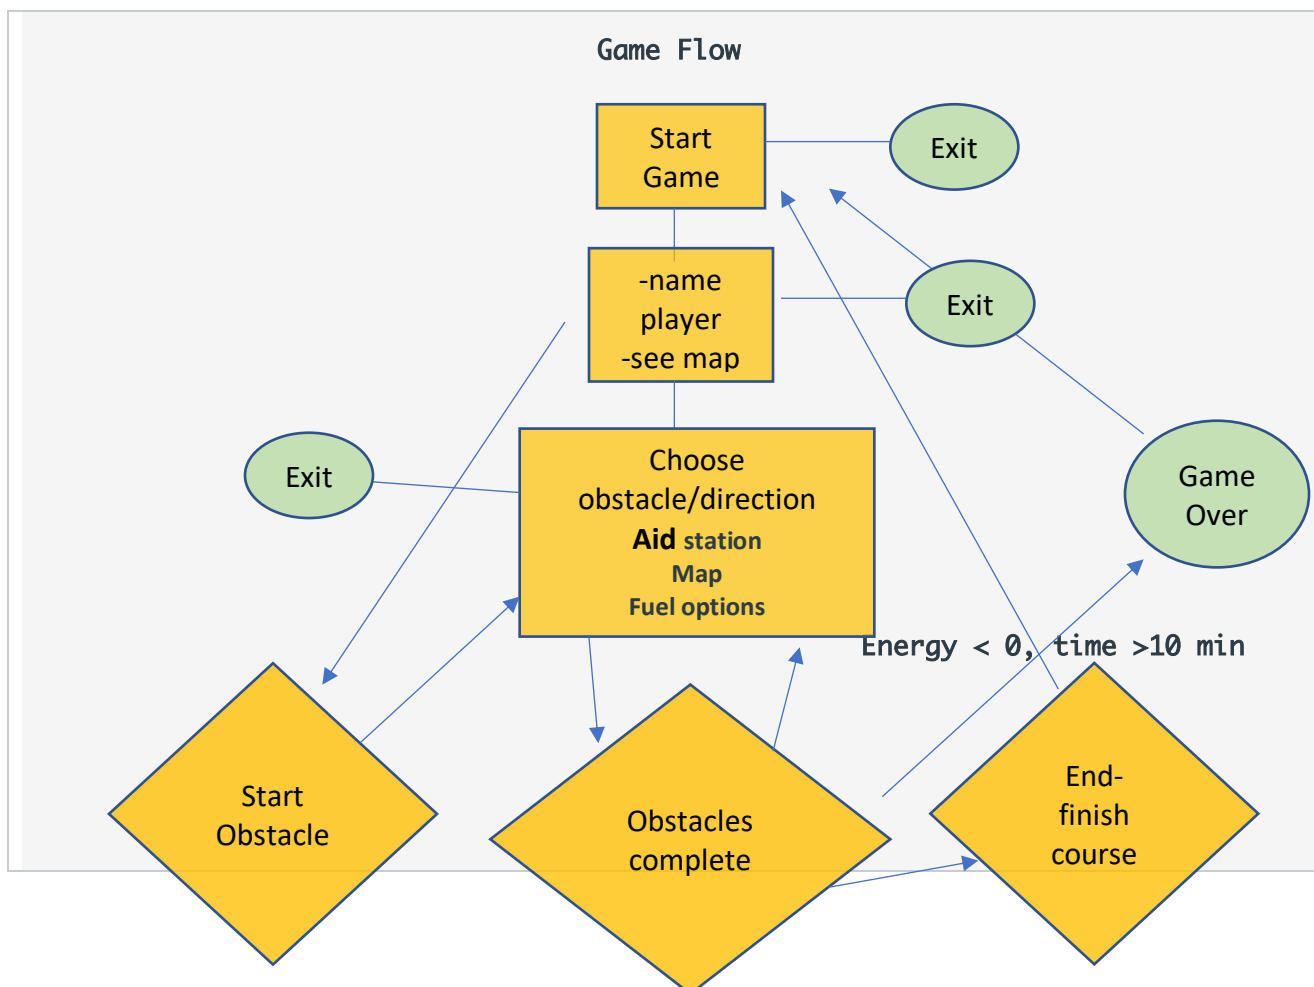 Game Flow
Start
Game
Exit
-name
player
-see map
Exit
Choose
obstacle/direction
Aid station
Map
Fuel options
Exit
Game
Over
Energy < 0, time >10 min
Start
Obstacle
Obstacles
complete
End-
finish
course